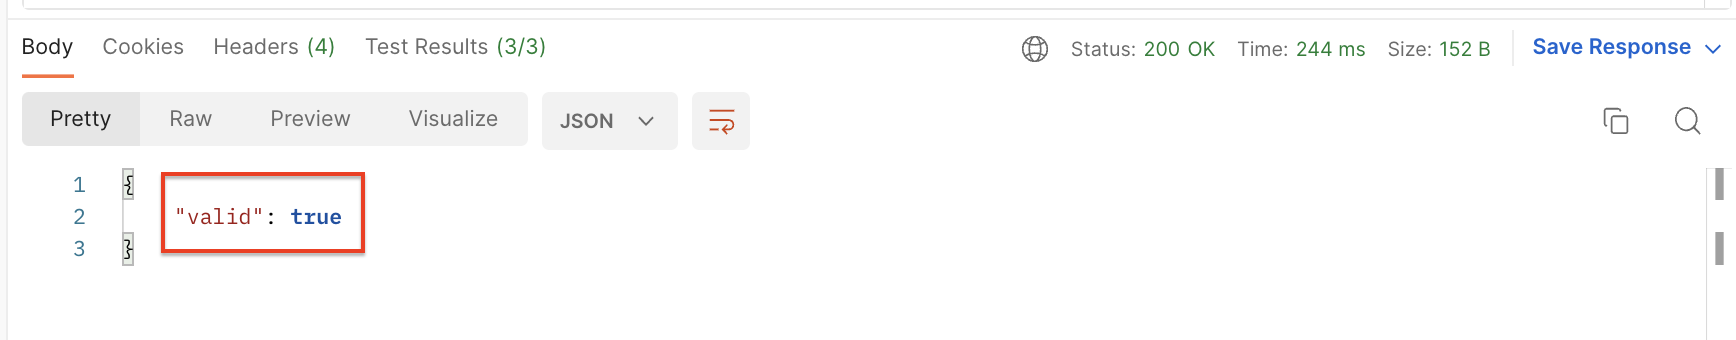 Body Cookies Headers (4) Test Results (3/3) Status: 200 OK Time: 244 ms Size: 152 B Save Response
Pretty Raw Preview Visualize JSON
1 {
2 "valid": true
3 }